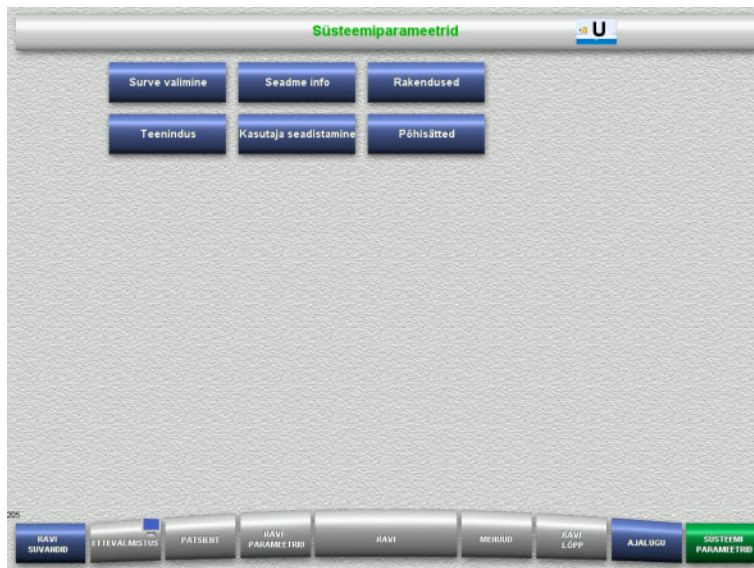 Süsteemiparameetrid
U
Surve valimine
Seadme info
Rakendused
Teenindus
Kasutaja seadistamine
Põhisätted
205
RAVI
SUVANDID
ETTEVALMISTUS
PATSIENT
RAVI
PARAMEETRID
RAVI
MENUUD
RAVI
LÕPP
AJALUGU
SÜSTEEMI
PARAMEETRID